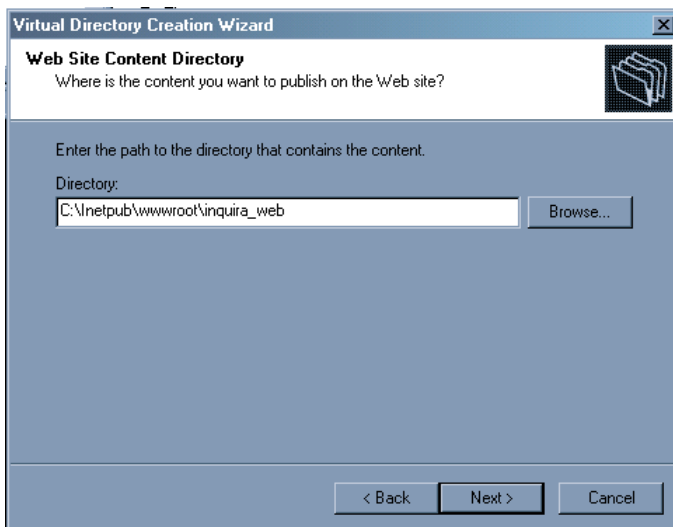 Virtual Directory Creation Wizard
Web Site Content Directory
Where is the content you want to publish on the Web site?
Enter the path to the directory that contains the content.
Directory:
C:\Inetpub\wwwroot\inquira_web
Browse...
< Back
Next >
Cancel